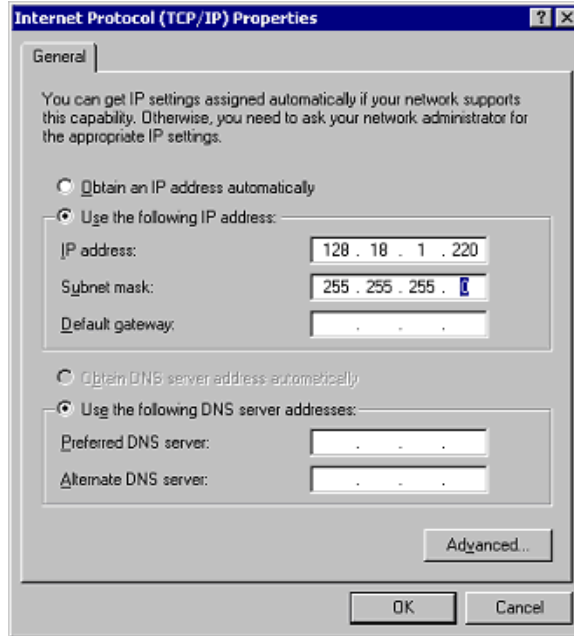 Internet Protocol (TCP/IP) Properties
General
You can get IP settings assigned automatically if your network supports
this capability. Otherwise, you need to ask your network administrator for
the appropriate IP settings.
Obtain an IP address automatically
Use the following IP address:
IP address: 128 . 18 . 1 . 220
Subnet mask: 255 . 255 . 255 . 0
Default gateway: . . .
Obtain DNS server address automatically
Use the following DNS server addresses:
Preferred DNS server: . . .
Alternate DNS server: . . .
Advanced...
OK Cancel